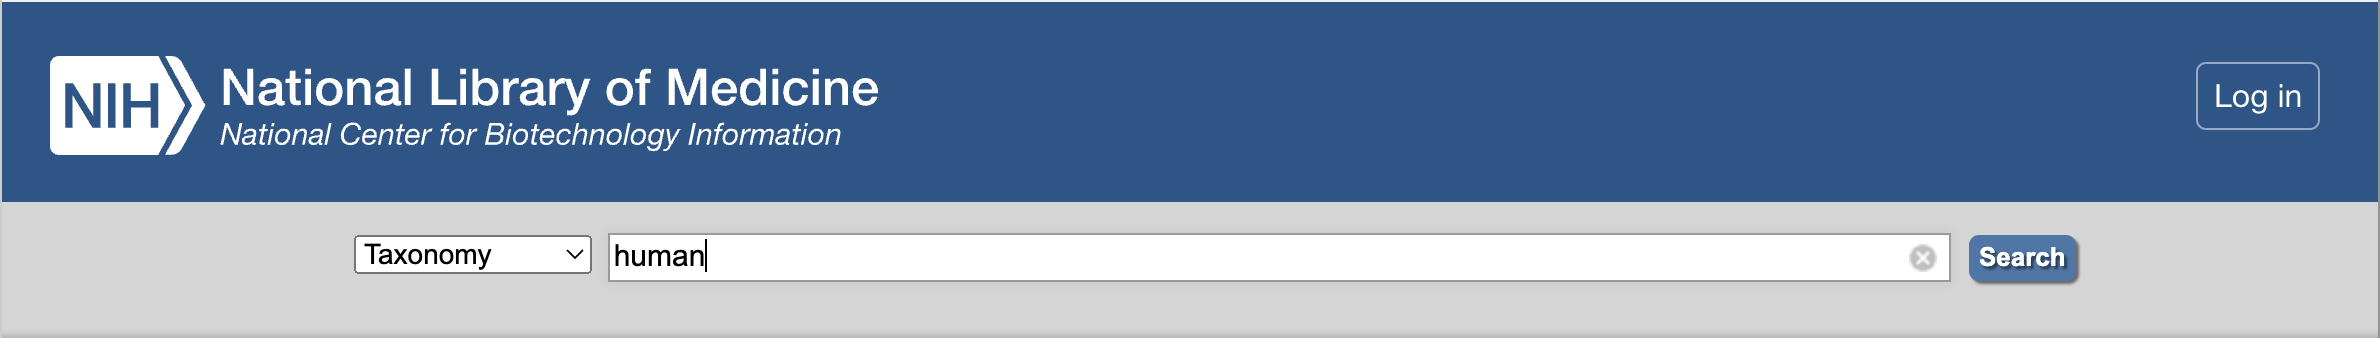 NIH
National Library of Medicine
National Center for Biotechnology Information
Log in
Taxonomy
human
Search